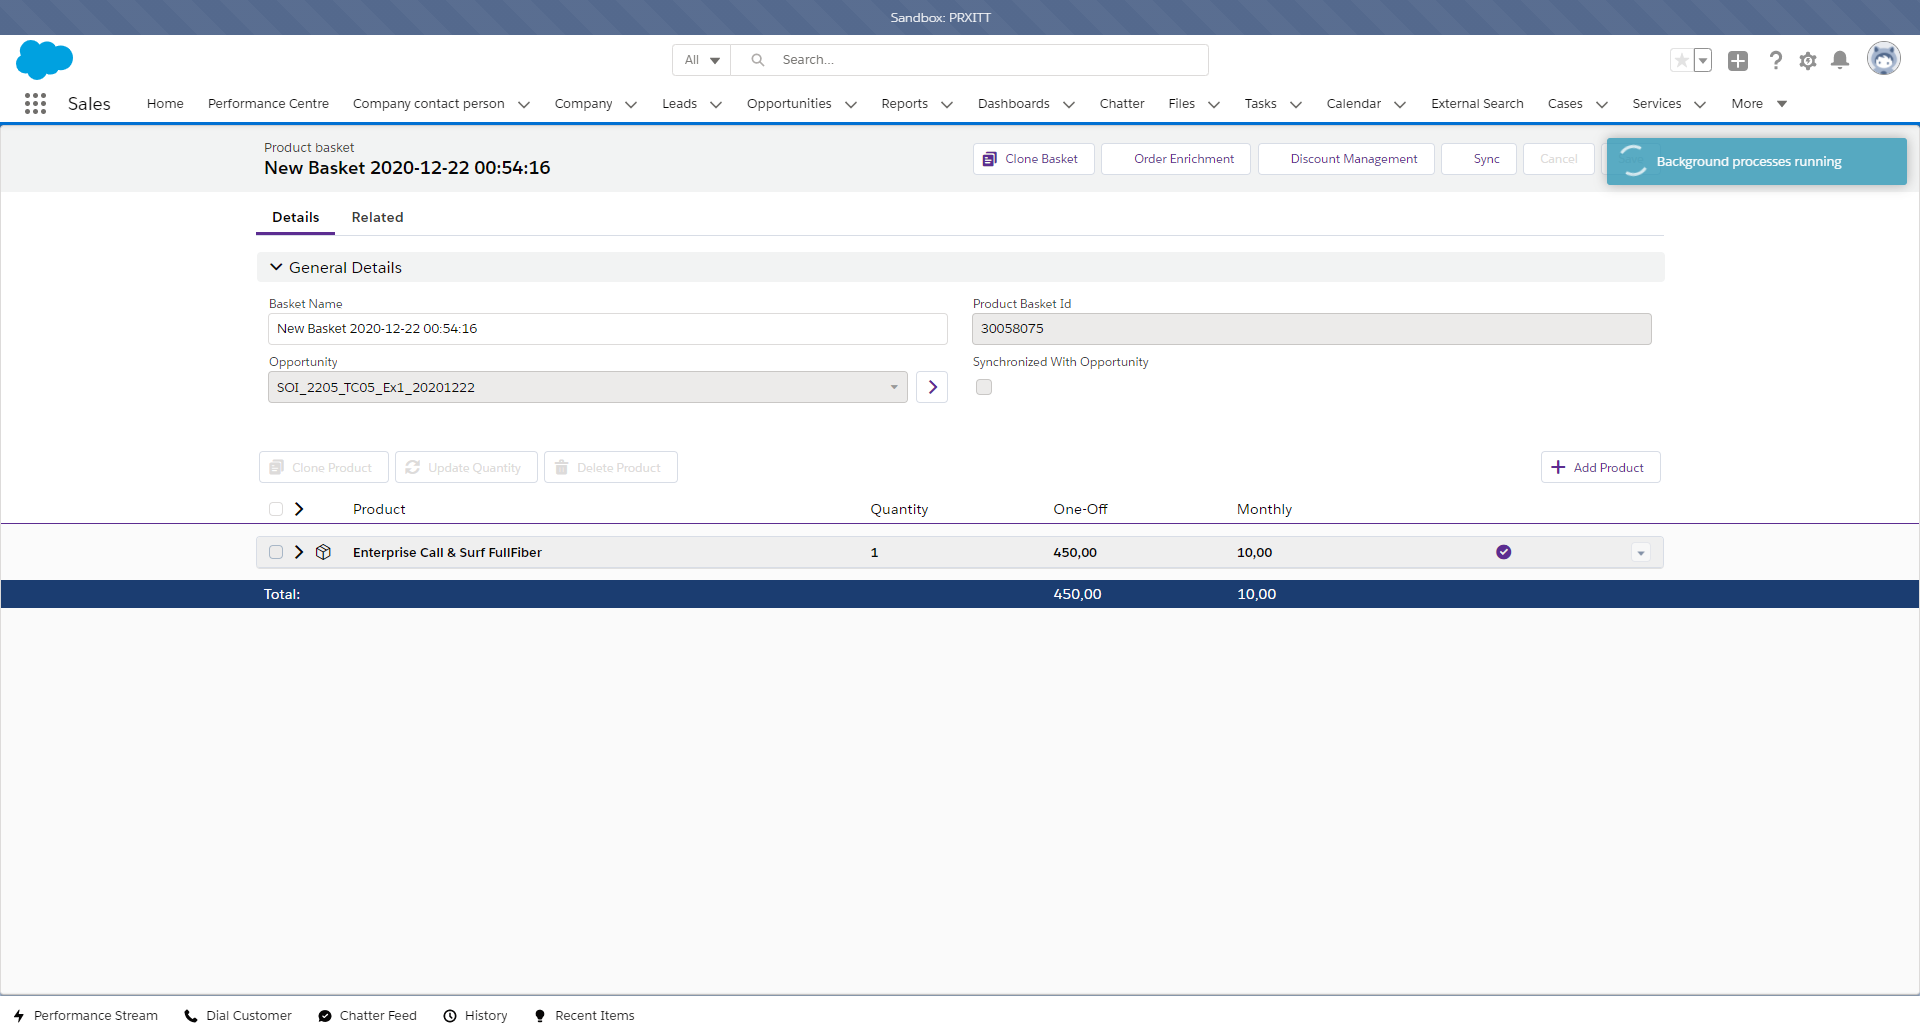 Sandbox: PRXITT
All
Search...
Sales
Home
Performance Centre
Company contact person
Company
Leads
Opportunities
Reports
Dashboards
Chatter
Files
Tasks
Calendar
External Search
Cases
Services
More
Product basket
New Basket 2020-12-22 00:54:16
Clone Basket
Order Enrichment
Discount Management
Sync
Cancel
Background processes running
Details
Related
General Details
Basket Name
New Basket 2020-12-22 00:54:16
Product Basket Id
30058075
Opportunity
SOI_2205_TC05_Ex1_20201222
Synchronized With Opportunity
Clone Product
Update Quantity
Delete Product
Add Product
Product Quantity One-Off Monthly
Enterprise Call & Surf FullFiber 1 450,00 10,00
Total: 450,00 10,00
Performance Stream
Dial Customer
Chatter Feed
History
Recent Items